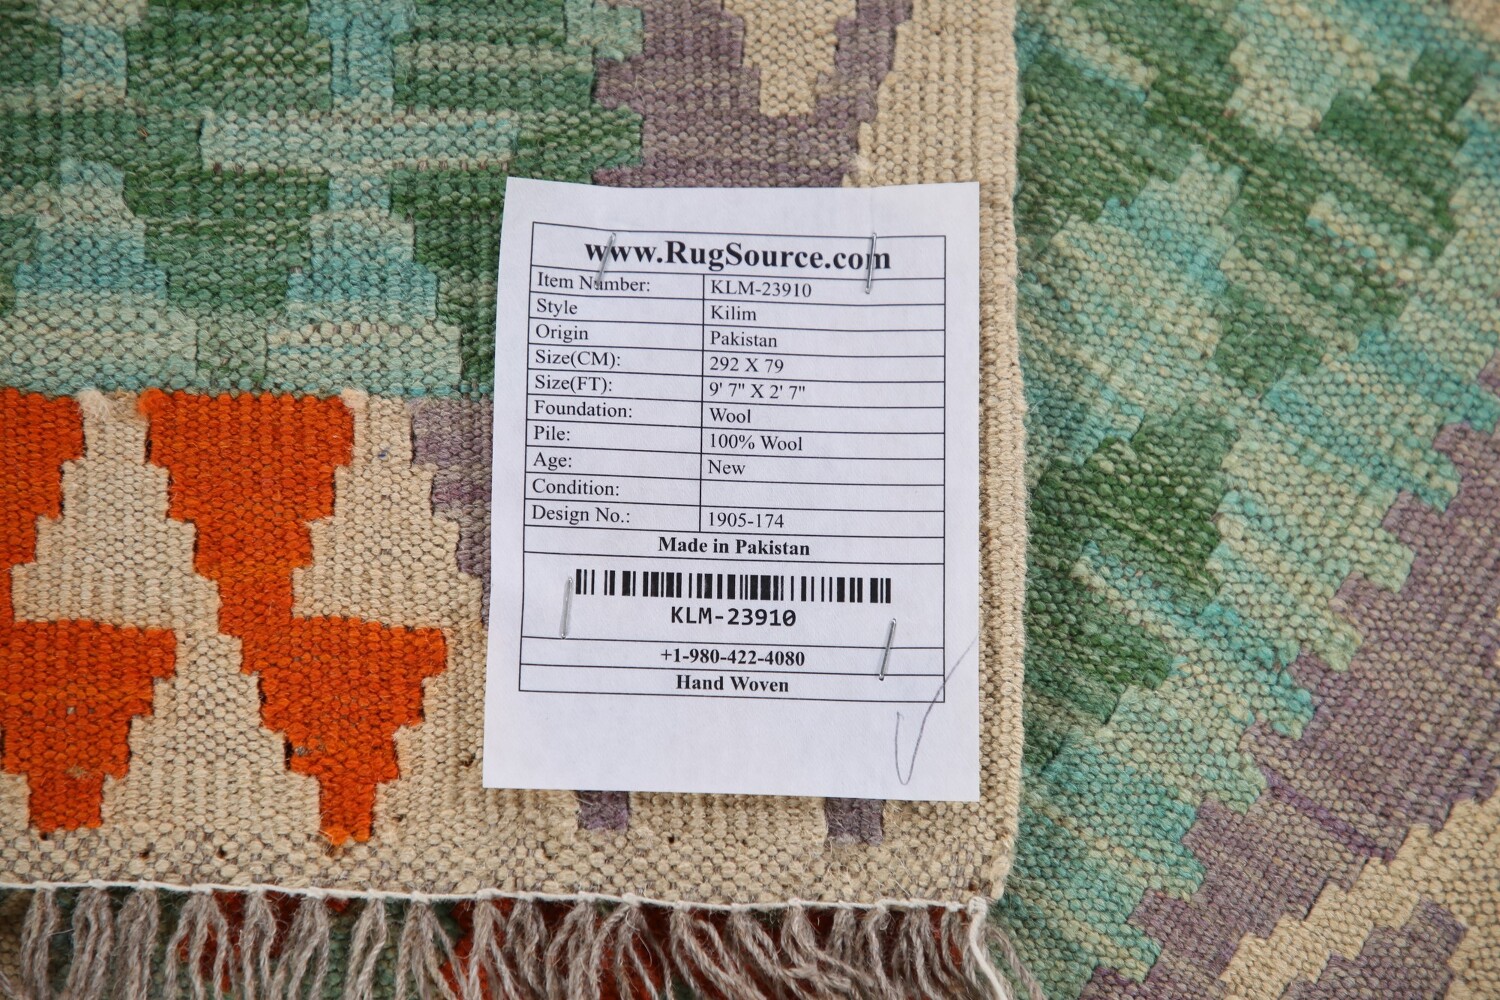 www.RugSource.com
Item Number: KLM-23910
Style Kilim
Origin Pakistan
Size(CM): 292 X 79
Size(FT): 9' 7" X 2' 7"
Foundation: Wool
Pile: 100% Wool
Age: New
Condition:
Design No.: 1905-174
Made in Pakistan
KLM-23910
+1-980-422-4080
Hand Woven